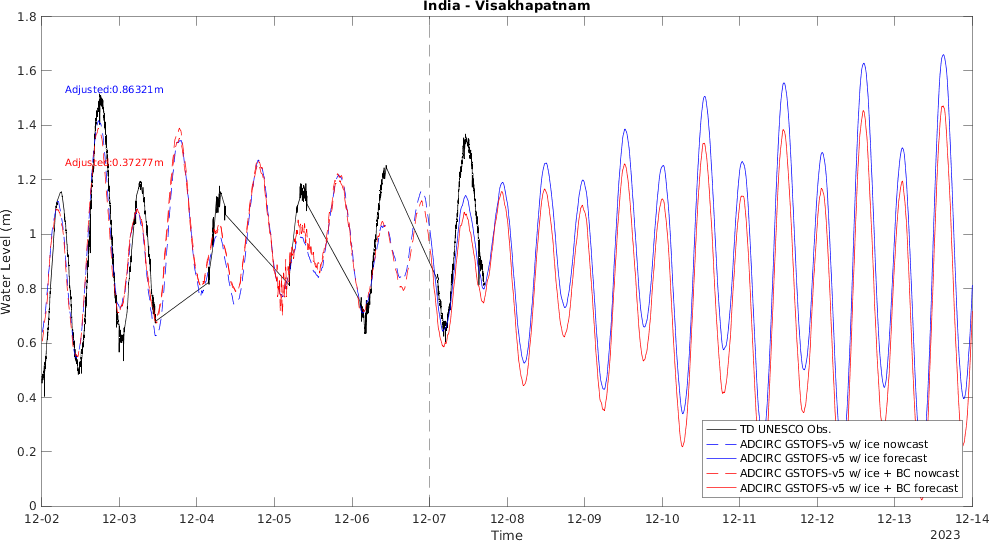 India - Visakhapatnam
1.8
1.6
1.4
1.2
1
0.8
0.6
0.4
0.2
0
Water Level (m)
Adjusted:0.86321m
Adjusted:0.37277m
TD UNESCO Obs.
ADCIRC GSTOFS-v5 w/ ice nowcast
ADCIRC GSTOFS-v5 w/ ice forecast
ADCIRC GSTOFS-v5 w/ ice + BC nowcast
ADCIRC GSTOFS-v5 w/ ice + BC forecast
12-02 12-03 12-04 12-05 12-06 12-07 12-08 12-09 12-10 12-11 12-12 12-13 12-14
Time
2023